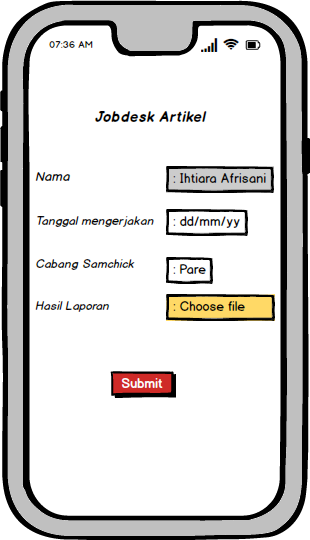 07:36 AM
Jobdesk Artikel
Nama : Ihtiara Afrisani
Tanggal mengerjakan : dd/mm/yy
Cabang Samchick : Pare
Hasil Laporan : Choose file
Submit